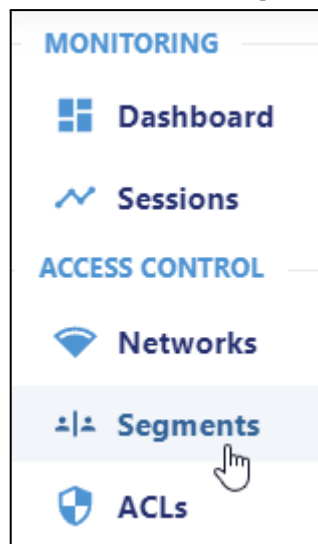 MONITORING
Dashboard
Sessions
ACCESS CONTROL
Networks
Segments
ACLs